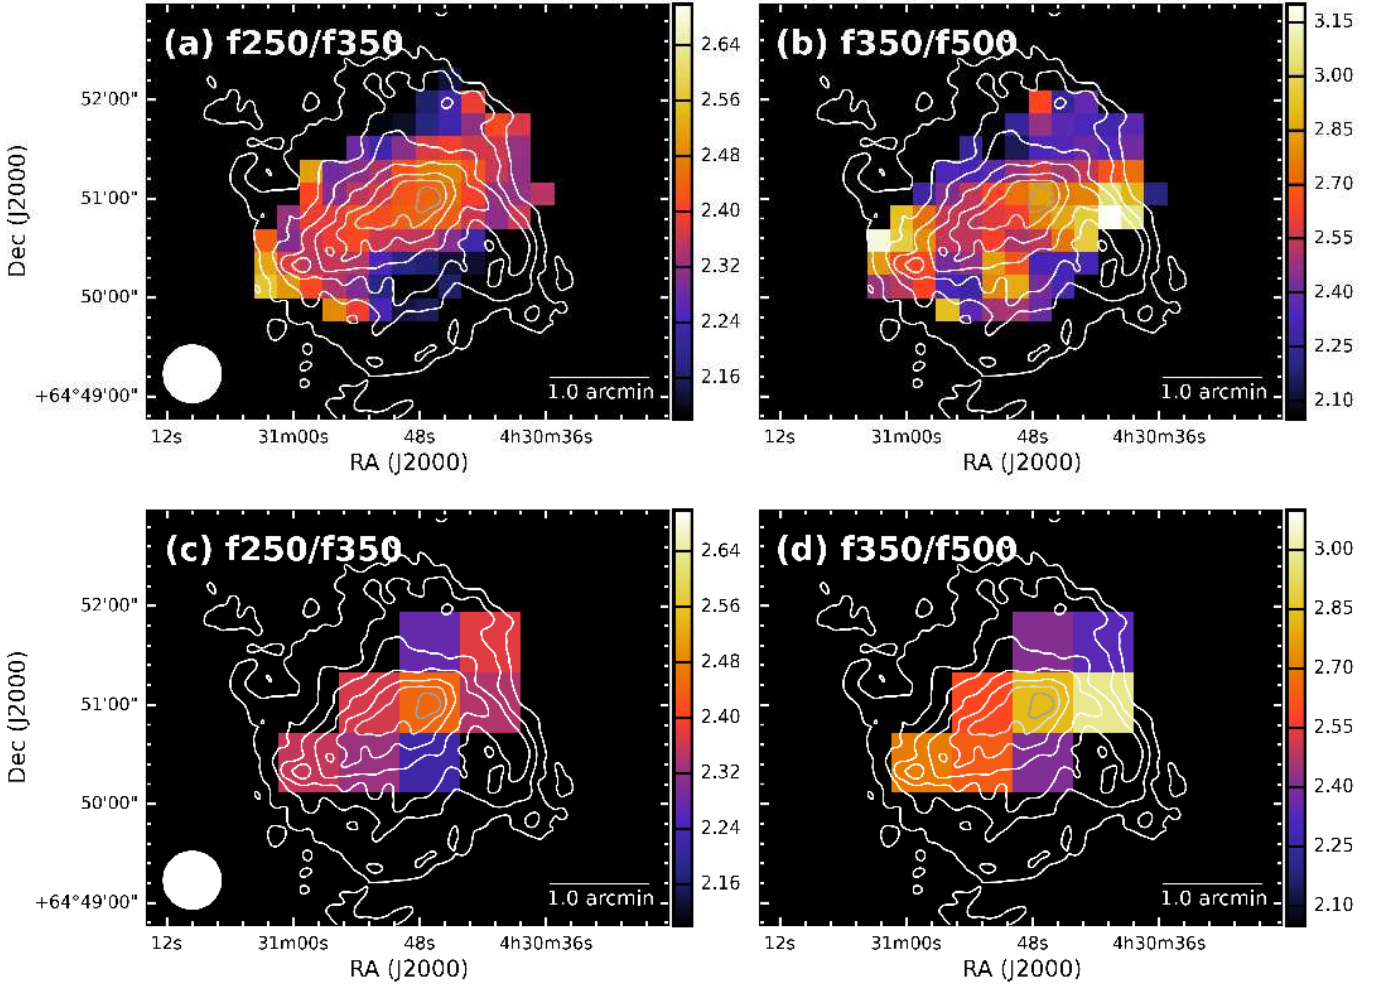 (a) f250/f350
52'00"
51'00"
50'00"
+64°49'00"
Dec (J2000)
1.0 arcmin
12s
31m00s
48s
4h30m36s
RA (J2000)
2.64
2.56
2.48
2.40
2.32
2.24
2.16
(b) f350/f500
1.0 arcmin
12s
31m00s
48s
4h30m36s
RA (J2000)
3.15
3.00
2.85
2.70
2.55
2.40
2.25
2.10
(c) f250/f350
52'00"
51'00"
50'00"
+64°49'00"
Dec (J2000)
1.0 arcmin
12s
31m00s
48s
4h30m36s
RA (J2000)
2.64
2.56
2.48
2.40
2.32
2.24
2.16
(d) f350/f500
1.0 arcmin
12s
31m00s
48s
4h30m36s
RA (J2000)
3.00
2.85
2.70
2.55
2.40
2.25
2.10